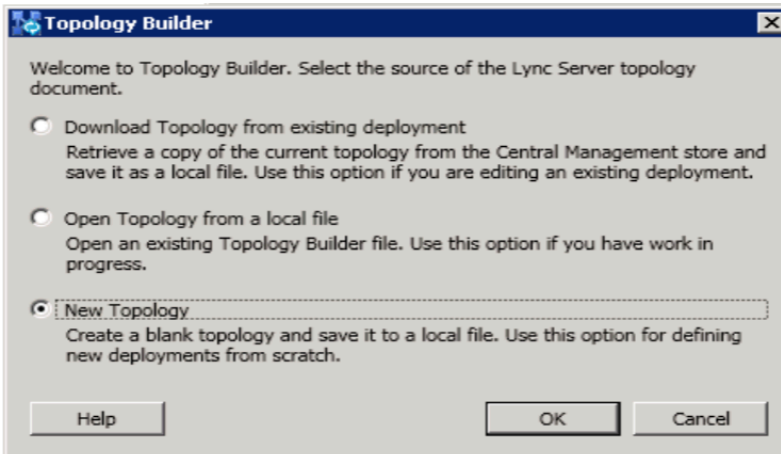 Topology Builder
Welcome to Topology Builder. Select the source of the Lync Server topology
document.
Download Topology from existing deployment
Retrieve a copy of the current topology from the Central Management store and
save it as a local file. Use this option if you are editing an existing deployment.
Open Topology from a local file
Open an existing Topology Builder file. Use this option if you have work in
progress.
New Topology
Create a blank topology and save it to a local file. Use this option for defining
new deployments from scratch.
Help
OK
Cancel